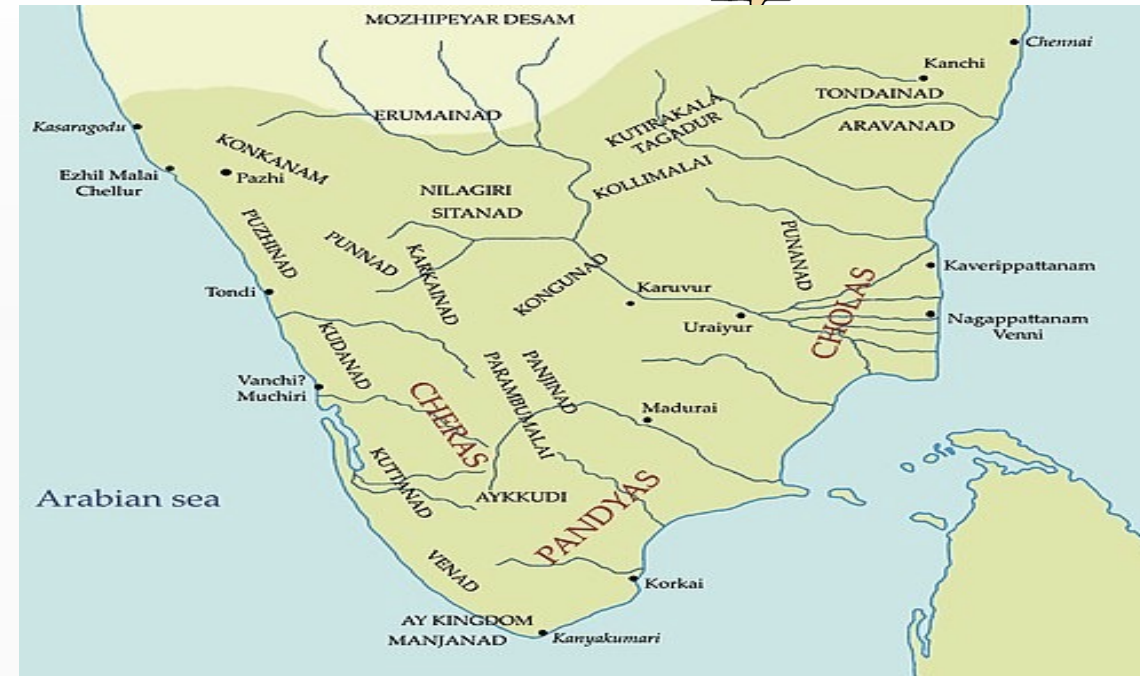 MOZHIPEYAR DESAM
Chennai
Kanchi
TONDAINAD
ERUMAINAD
KUTIRAKALA
TAGADUR
ARAVANAD
Kasaragodu
KONKANAM
Ezhil Malai
Chellur
Pazhi
NILAGIRI
SITANAD
KOLLIMALAI
PUZHINAD
PUNNAD
KARKAINAD
KONGUNAD
PUNANAD
Kaverippattanam
Tondi
Karuvur
Uraiyur
CHOLAS
Nagappattanam
Venni
KUDANAD
PARAMBUMALAI
PANJINAD
Vanchi?
Muchiri
CHERAS
Madurai
KUTTANAD
Arabian sea
AYKKUDI
PANDYAS
VENAD
Korkai
AY KINGDOM
MANJANAD
Kanyakumari